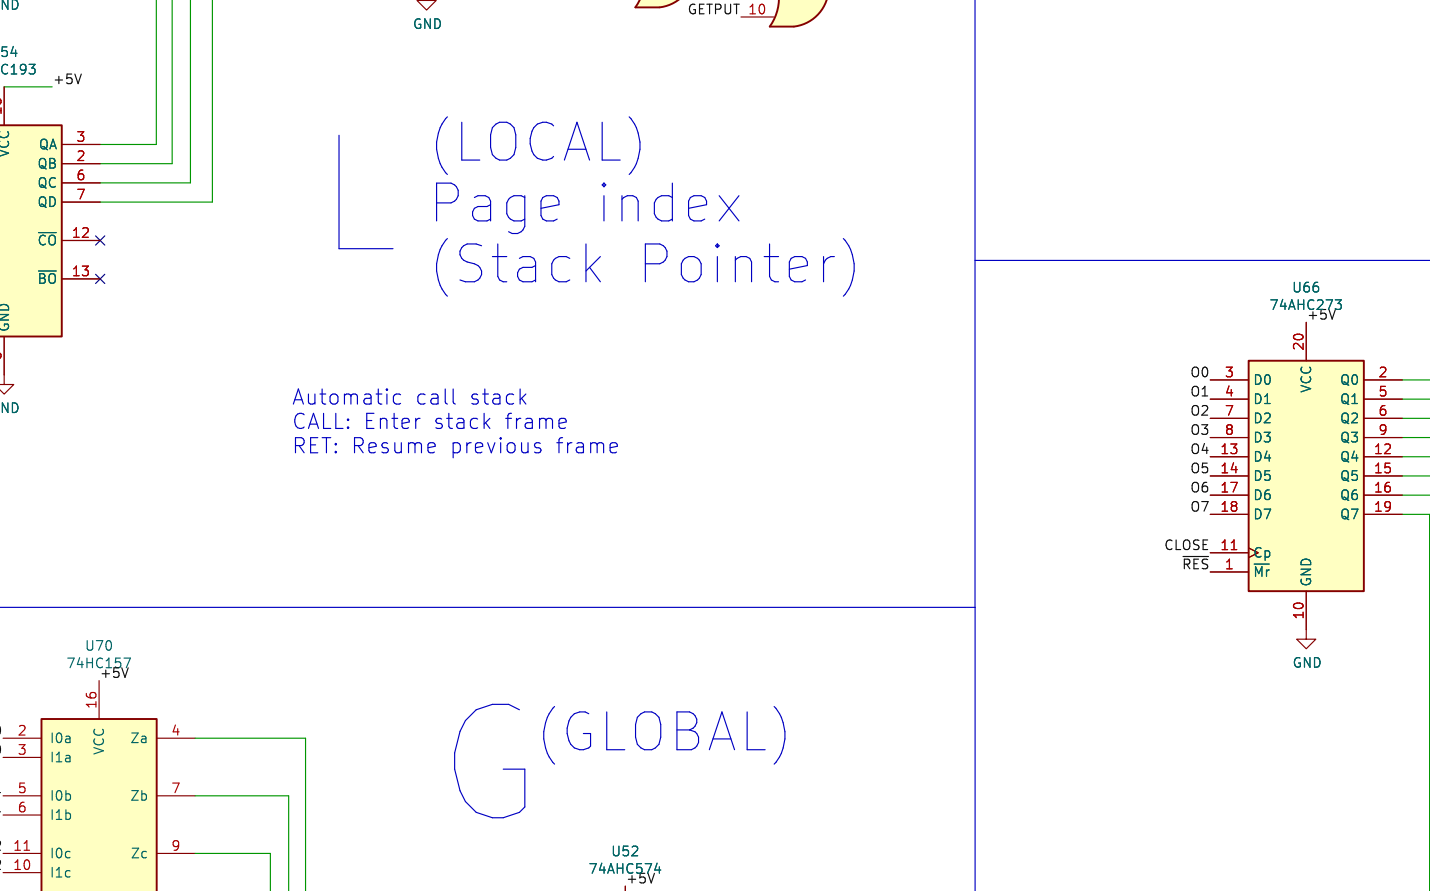 GND
GETPUT 10
54
C193
+5V
VCC
QA 3
QB 2
QC 6
QD 7
CO 12
BO 13
GND
GND
L
(LOCAL)
Page index
(Stack Pointer)
Automatic call stack
CALL: Enter stack frame
RET: Resume previous frame
U66
74AHC273
+5V
20
VCC
O0 3 D0 Q0 2
O1 4 D1 Q1 5
O2 7 D2 Q2 6
O3 8 D3 Q3 9
O4 13 D4 Q4 12
O5 14 D5 Q5 15
O6 17 D6 Q6 16
O7 18 D7 Q7 19
CLOSE 11 Cp
RES 1 Mr
GND
10
GND
U70
74HC157
+5V
16
VCC
2 I0a Za 4
3 I1a
5 I0b Zb 7
6 I1b
11 I0c Zc 9
10 I1c
G
(GLOBAL)
U52
74AHC574
+5V